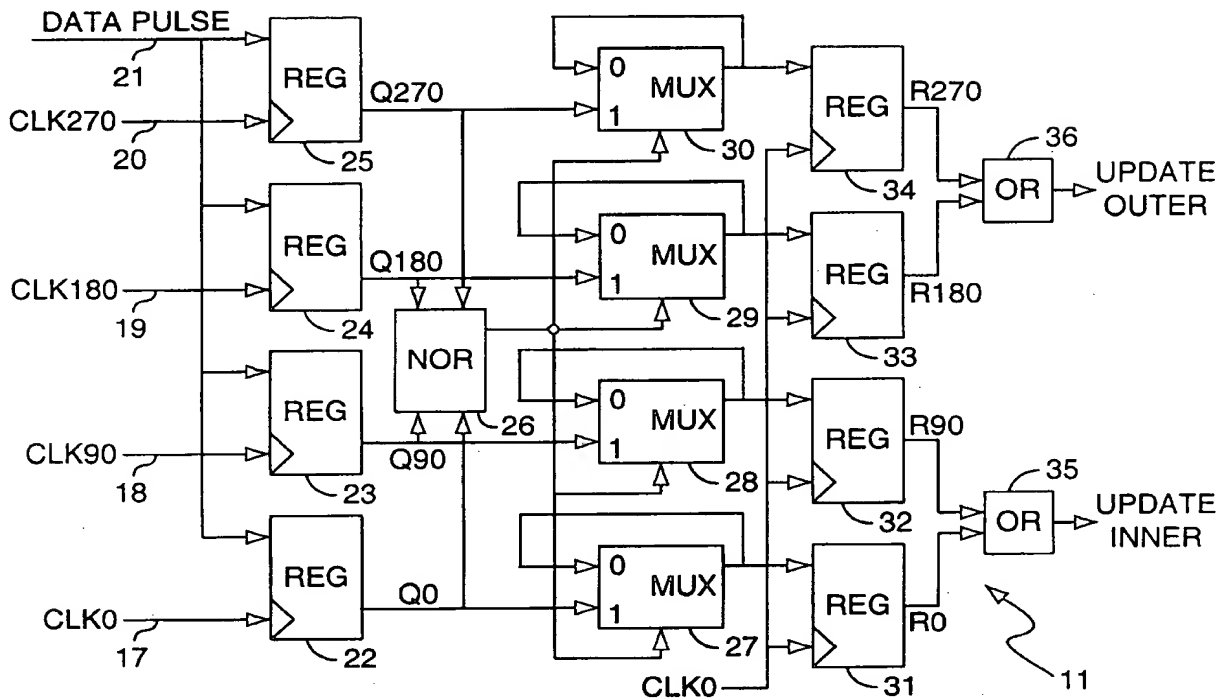 DATA PULSE
21
CLK270
20
REG
25
Q270
0
1
MUX
30
REG
34
R270
36
OR
UPDATE
OUTER
CLK180
19
REG
24
Q180
0
1
MUX
29
REG
33
R180
NOR
26
CLK90
18
REG
23
Q90
0
1
MUX
28
REG
32
R90
35
OR
UPDATE
INNER
CLK0
17
REG
22
Q0
0
1
MUX
27
REG
31
R0
CLK0
11